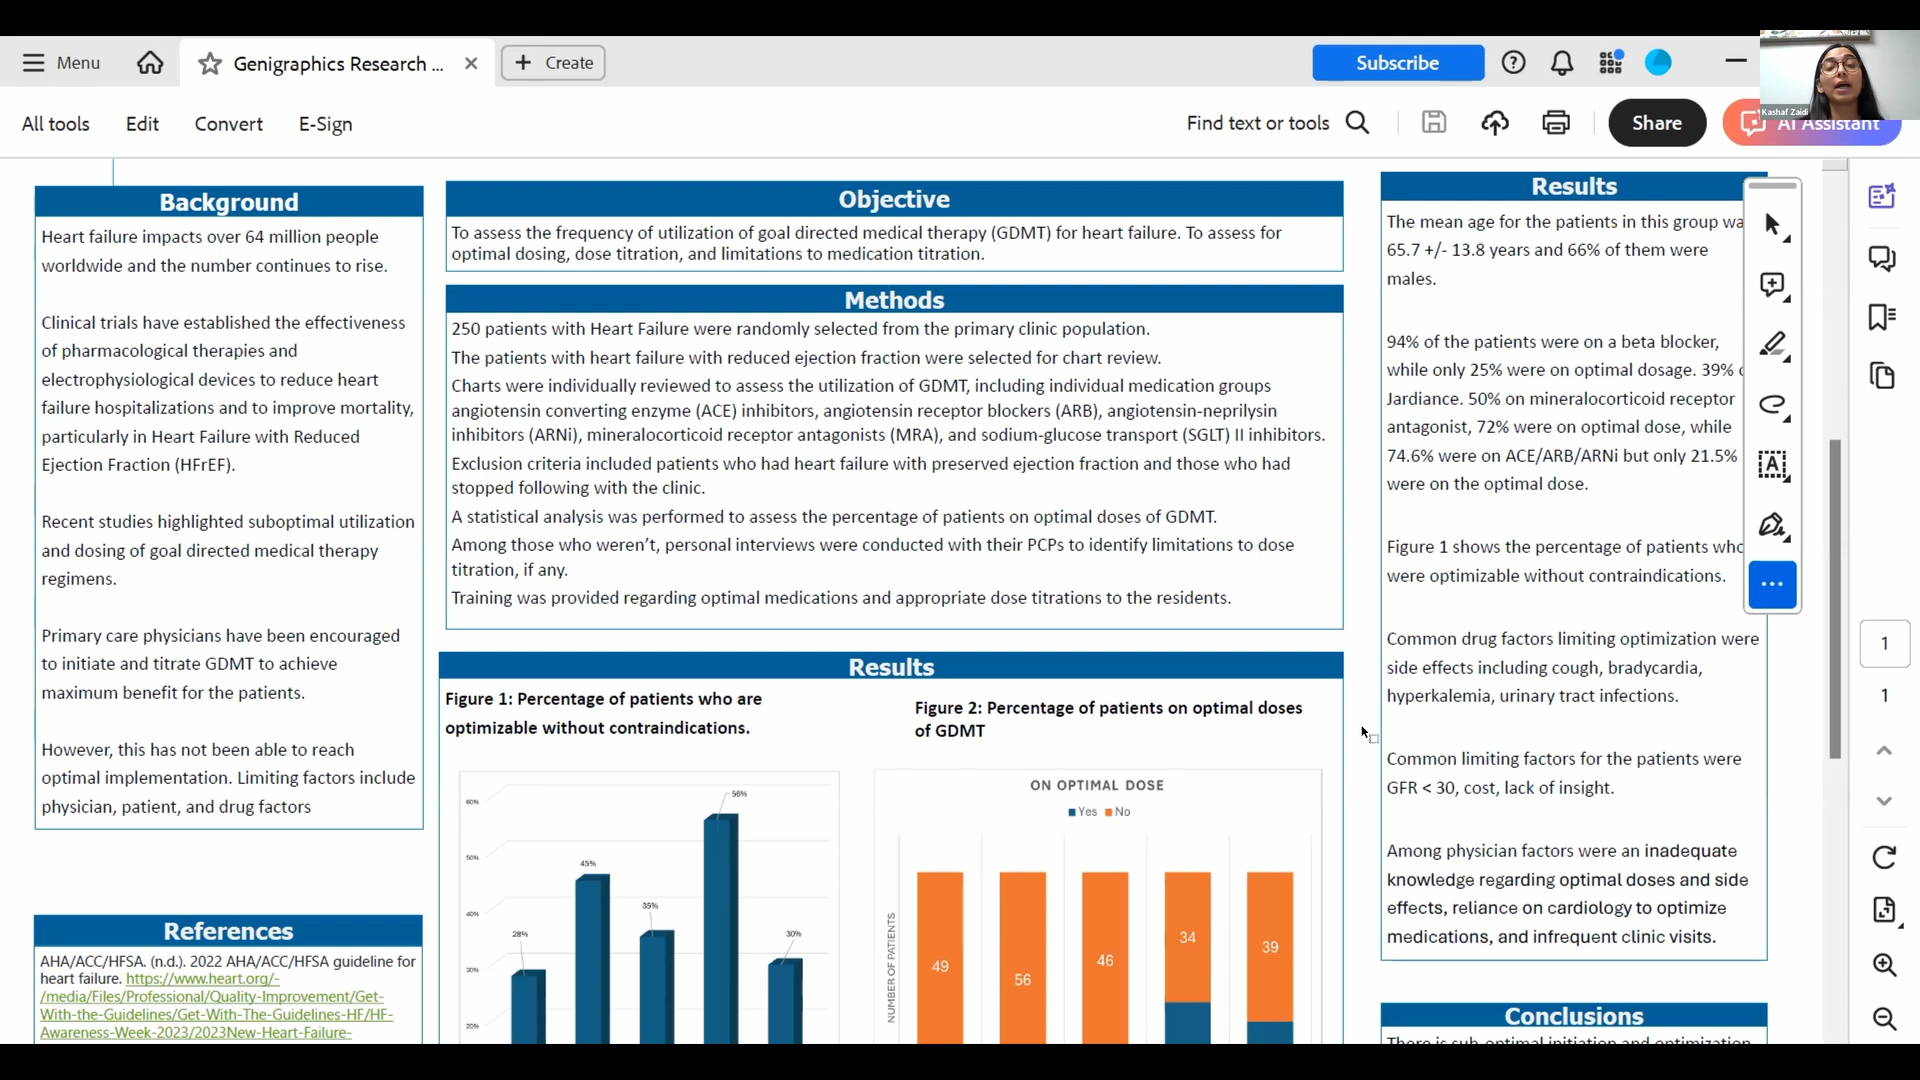 Menu
Genigraphics Research ...
Create
Subscribe
Kashaf Zaidi
All tools
Edit
Convert
E-Sign
Find text or tools
Share
AI Assistant
Background
Heart failure impacts over 64 million people
worldwide and the number continues to rise.
Clinical trials have established the effectiveness
of pharmacological therapies and
electrophysiological devices to reduce heart
failure hospitalizations and to improve mortality,
particularly in Heart Failure with Reduced
Ejection Fraction (HFrEF).
Recent studies highlighted suboptimal utilization
and dosing of goal directed medical therapy
regimens.
Primary care physicians have been encouraged
to initiate and titrate GDMT to achieve
maximum benefit for the patients.
However, this has not been able to reach
optimal implementation. Limiting factors include
physician, patient, and drug factors
References
AHA/ACC/HFSA. (n.d.). 2022 AHA/ACC/HFSA guideline for
heart failure. https://www.heart.org/-
/media/Files/Professional/Quality-Improvement/Get-
With-the-Guidelines/Get-With-The-Guidelines-HF/HF-
Awareness-Week-2023/2023New-Heart-Failure-
Objective
To assess the frequency of utilization of goal directed medical therapy (GDMT) for heart failure. To assess for
optimal dosing, dose titration, and limitations to medication titration.
Methods
250 patients with Heart Failure were randomly selected from the primary clinic population.
The patients with heart failure with reduced ejection fraction were selected for chart review.
Charts were individually reviewed to assess the utilization of GDMT, including individual medication groups
angiotensin converting enzyme (ACE) inhibitors, angiotensin receptor blockers (ARB), angiotensin-neprilysin
inhibitors (ARNi), mineralocorticoid receptor antagonists (MRA), and sodium-glucose transport (SGLT) II inhibitors.
Exclusion criteria included patients who had heart failure with preserved ejection fraction and those who had
stopped following with the clinic.
A statistical analysis was performed to assess the percentage of patients on optimal doses of GDMT.
Among those who weren't, personal interviews were conducted with their PCPs to identify limitations to dose
titration, if any.
Training was provided regarding optimal medications and appropriate dose titrations to the residents.
Results
Figure 1: Percentage of patients who are
optimizable without contraindications.
60%
50%
40%
30%
20%
28%
45%
35%
56%
30%
Figure 2: Percentage of patients on optimal doses
of GDMT
ON OPTIMAL DOSE
Yes No
NUMBER OF PATIENTS
49
56
46
34
39
Results
The mean age for the patients in this group wa
65.7 +/- 13.8 years and 66% of them were
males.
94% of the patients were on a beta blocker,
while only 25% were on optimal dosage. 39%
Jardiance. 50% on mineralocorticoid receptor
antagonist, 72% were on optimal dose, while
74.6% were on ACE/ARB/ARNi but only 21.5%
were on the optimal dose.
Figure 1 shows the percentage of patients who
were optimizable without contraindications.
Common drug factors limiting optimization were
side effects including cough, bradycardia,
hyperkalemia, urinary tract infections.
Common limiting factors for the patients were
GFR < 30, cost, lack of insight.
Among physician factors were an inadequate
knowledge regarding optimal doses and side
effects, reliance on cardiology to optimize
medications, and infrequent clinic visits.
Conclusions
There is sub-optimal initiation and optimization
1
1